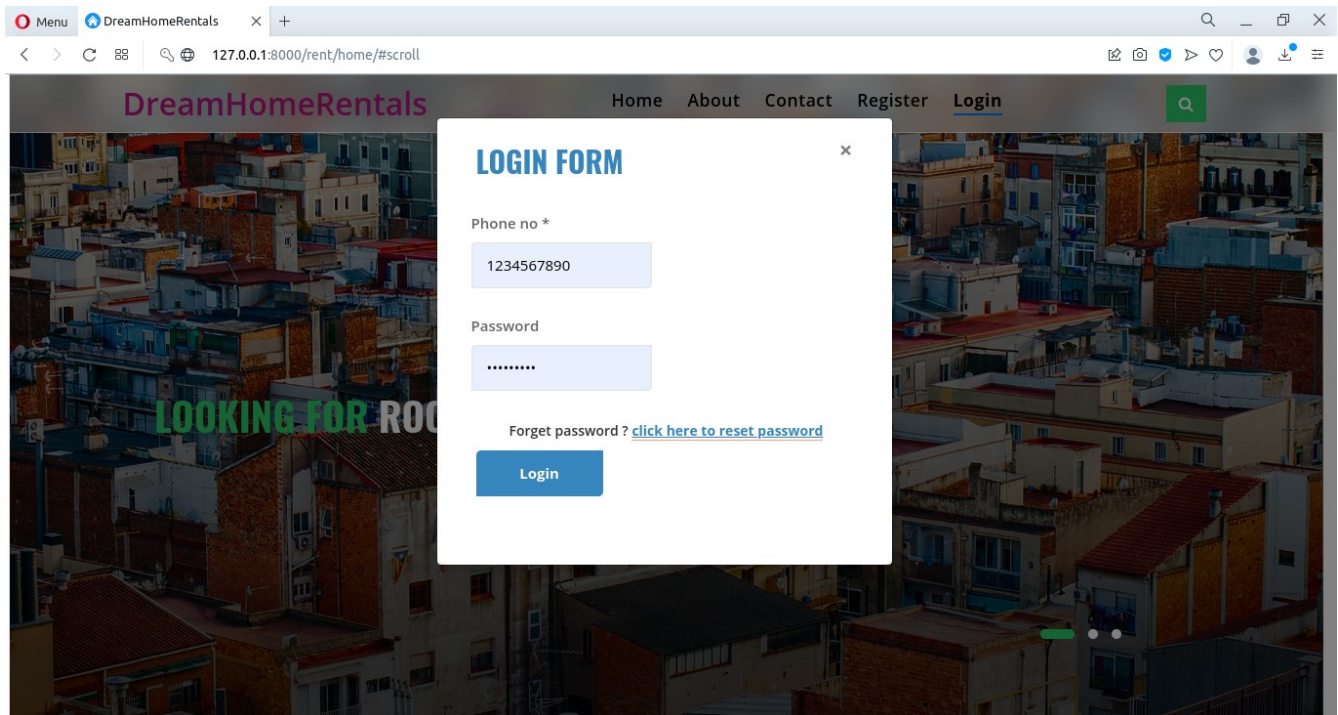 Menu DreamHomeRentals
127.0.0.1:8000/rent/home/#scroll
DreamHomeRentals Home About Contact Register Login
LOGIN FORM ×
Phone no *
1234567890
Password
•••••••••
LOOKING FOR
Forget password ? click here to reset password
Login